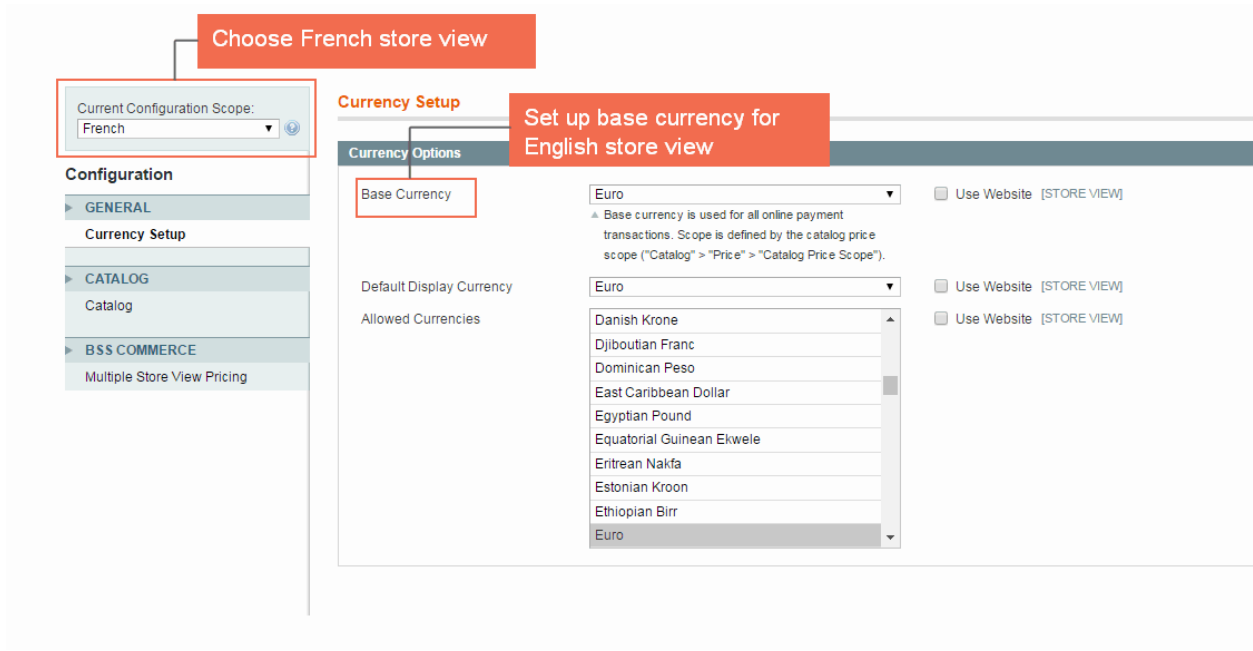 Choose French store view
Current Configuration Scope:
French
Configuration
GENERAL
Currency Setup
CATALOG
Catalog
BSS COMMERCE
Multiple Store View Pricing
Currency Setup
Set up base currency for
English store view
Currency Options
Base Currency
Euro
Use Website [STORE VIEW]
Base currency is used for all online payment
transactions. Scope is defined by the catalog price
scope ("Catalog" > "Price" > "Catalog Price Scope").
Default Display Currency
Euro
Use Website [STORE VIEW]
Allowed Currencies
Danish Krone
Use Website [STORE VIEW]
Djiboutian Franc
Dominican Peso
East Caribbean Dollar
Egyptian Pound
Equatorial Guinean Ekwele
Eritrean Nakfa
Estonian Kroon
Ethiopian Birr
Euro